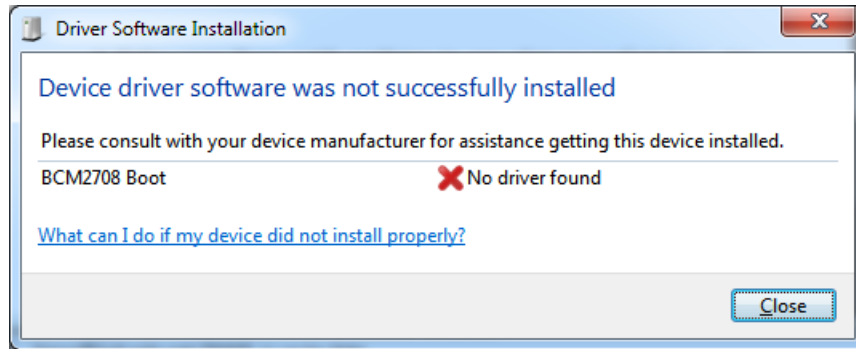 Driver Software Installation
Device driver software was not successfully installed
Please consult with your device manufacturer for assistance getting this device installed.
BCM2708 Boot No driver found
What can I do if my device did not install properly?
Close